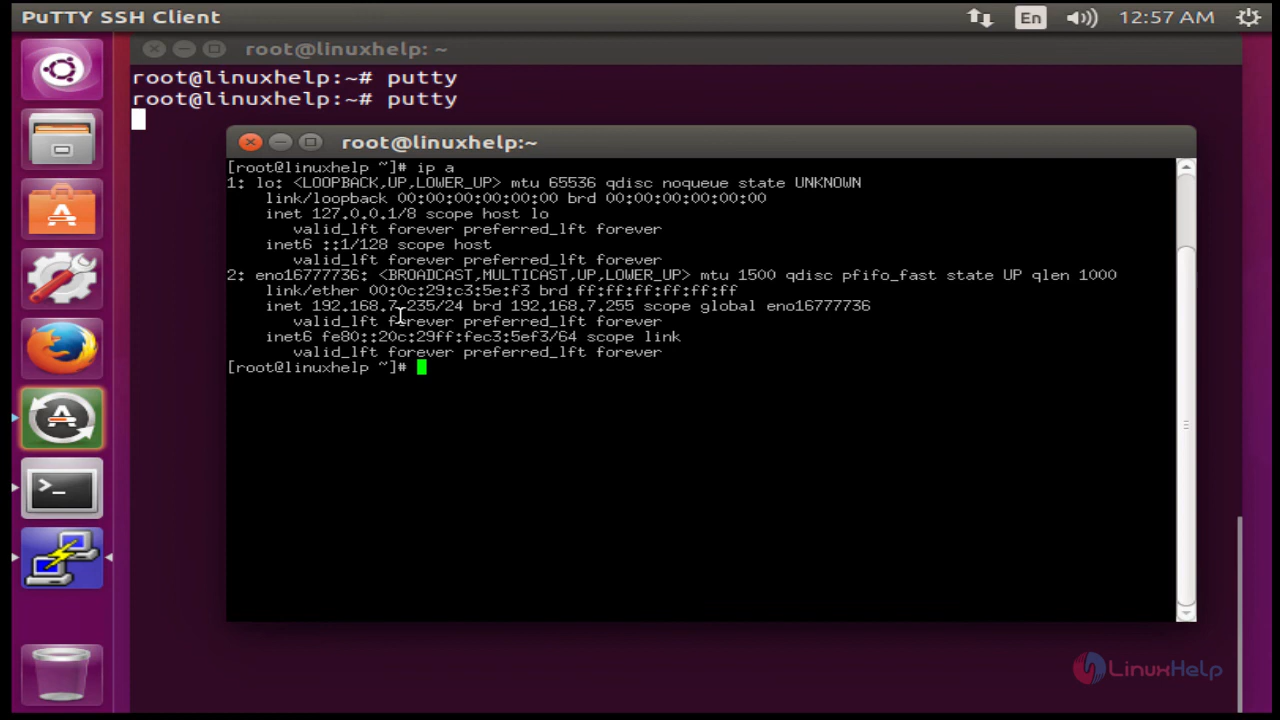 PuTTY SSH Client
En
12:57 AM
root@linuxhelp: ~
root@linuxhelp:~# putty
root@linuxhelp:~# putty
root@linuxhelp:~
[root@linuxhelp ~]# ip a
1: lo: <LOOPBACK,UP,LOWER_UP> mtu 65536 qdisc noqueue state UNKNOWN
link/loopback 00:00:00:00:00:00 brd 00:00:00:00:00:00
inet 127.0.0.1/8 scope host lo
valid_lft forever preferred_lft forever
inet6 ::1/128 scope host
valid_lft forever preferred_lft forever
2: eno16777736: <BROADCAST,MULTICAST,UP,LOWER_UP> mtu 1500 qdisc pfifo_fast state UP qlen 1000
link/ether 00:0c:29:c3:5e:f3 brd ff:ff:ff:ff:ff:ff
inet 192.168.7.235/24 brd 192.168.7.255 scope global eno16777736
valid_lft forever preferred_lft forever
inet6 fe80::20c:29ff:fec3:5ef3/64 scope link
valid_lft forever preferred_lft forever
[root@linuxhelp ~]#
LinuxHelp